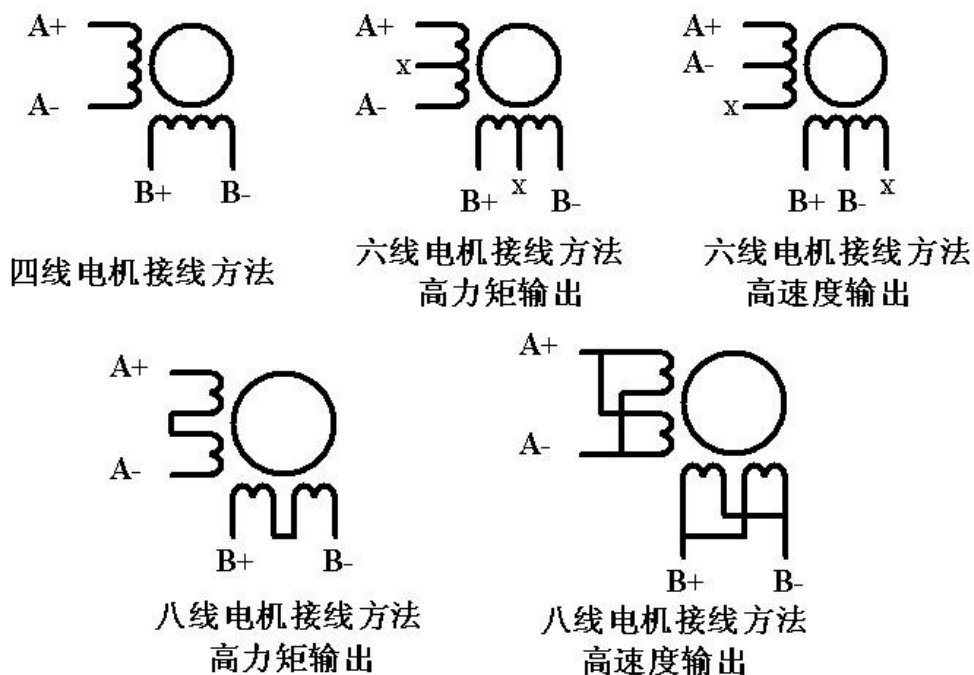 A+
A-
B+ B-
四线电机接线方法
A+
x
A-
x
B+ B-
六线电机接线方法
高力矩输出
A+
A-
x
B+ B- x
六线电机接线方法
高速度输出
A+
A-
B+ B-
八线电机接线方法
高力矩输出
A+
A-
B+ B-
八线电机接线方法
高速度输出